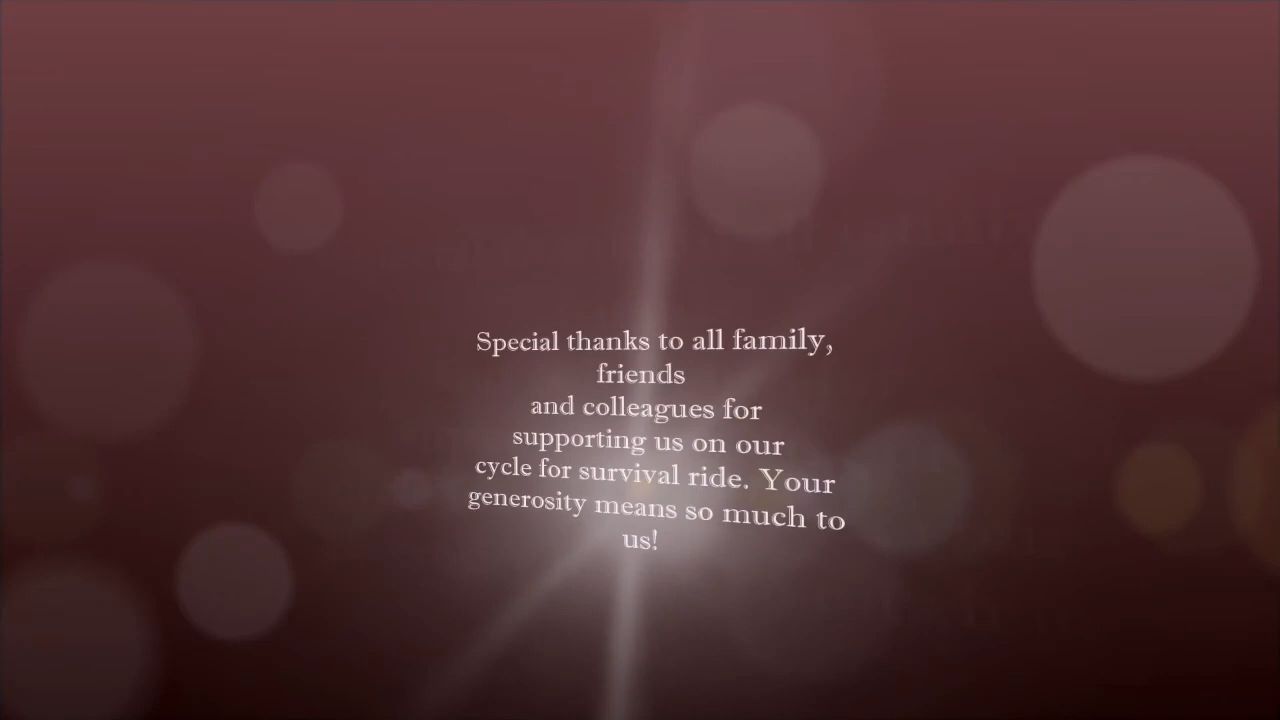 Special thanks to all family,
friends
and colleagues for
supporting us on our
cycle for survival ride. Your
generosity means so much to
us!